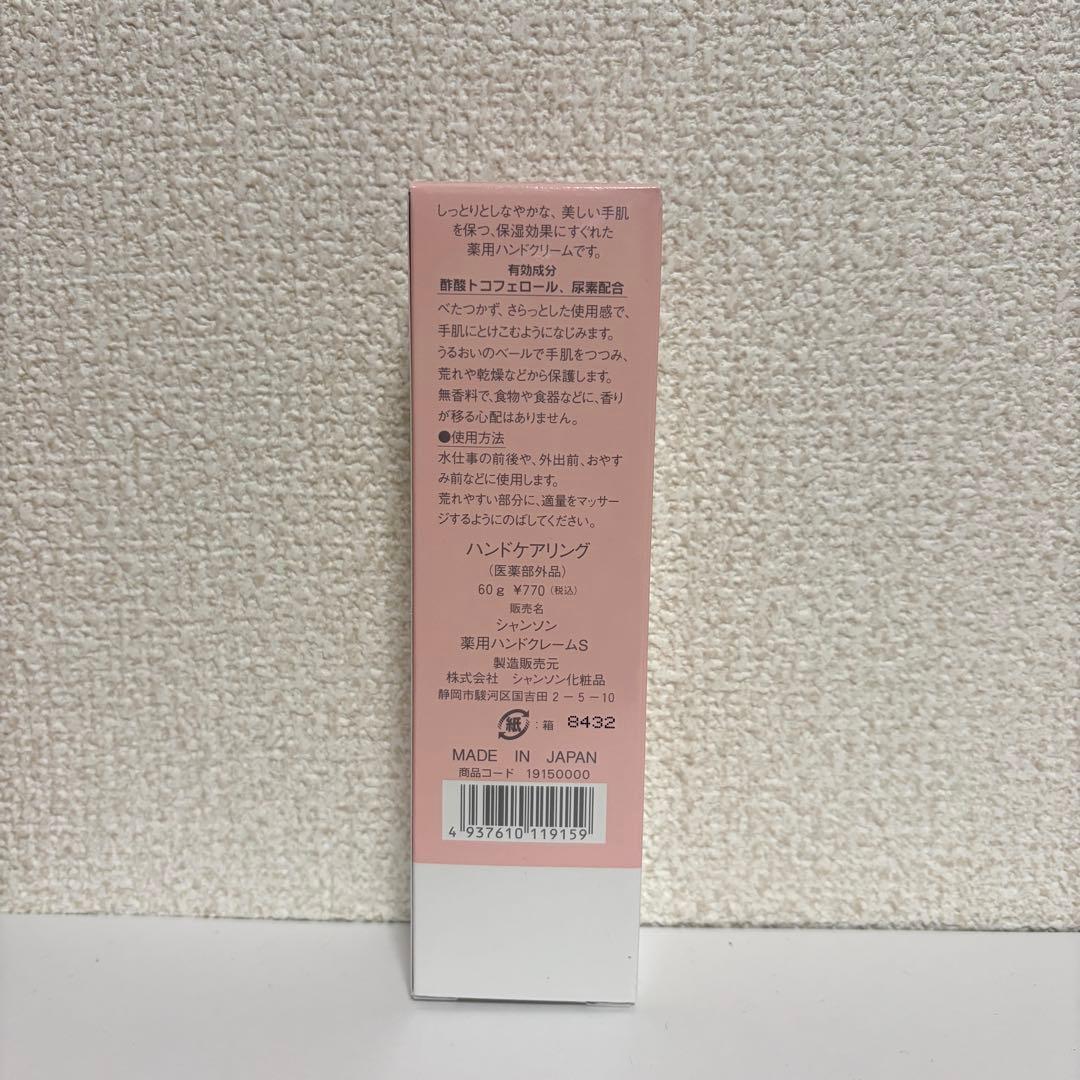 しっとりとしなやかな、美しい手肌
を保つ、保湿効果にすぐれた
薬用ハンドクリームです。
有効成分
酢酸トコフェロール、尿素配合
べたつかず、さらっとした使用感で、
手肌にとけこむようになじみます。
うるおいのベールで手肌をつつみ、
荒れや乾燥などから保護します。
無香料で、食物や食器などに、香り
が移る心配はありません。
●使用方法
水仕事の前後や、外出前、おやす
み前などに使用します。
荒れやすい部分に、適量をマッサー
ジするようにのばしてください。
ハンドケアリング
(医薬部外品)
60g ¥770(税込)
販売名
シャンソン
薬用ハンドクレームS
製造販売元
株式会社 シャンソン化粧品
静岡市駿河区国吉田2-5-10
紙:箱 8432
MADE IN JAPAN
商品コード 19150000
4 937610 119159